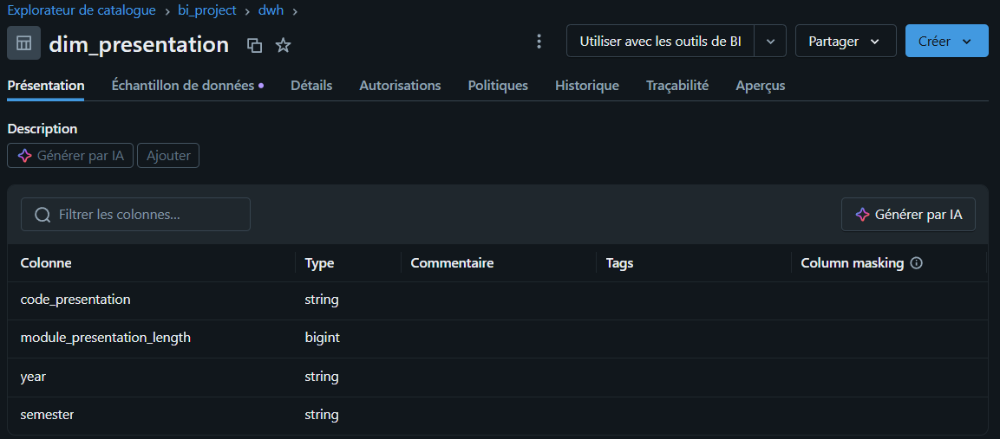 Explorateur de catalogue > bi_project > dwh >
dim_presentation
Utiliser avec les outils de BI
Partager
Créer
Présentation Échantillon de données Détails Autorisations Politiques Historique Traçabilité Aperçus
Description
Générer par IA Ajouter
Filtrer les colonnes... Générer par IA
Colonne Type Commentaire Tags Column masking
code_presentation string
module_presentation_length bigint
year string
semester string